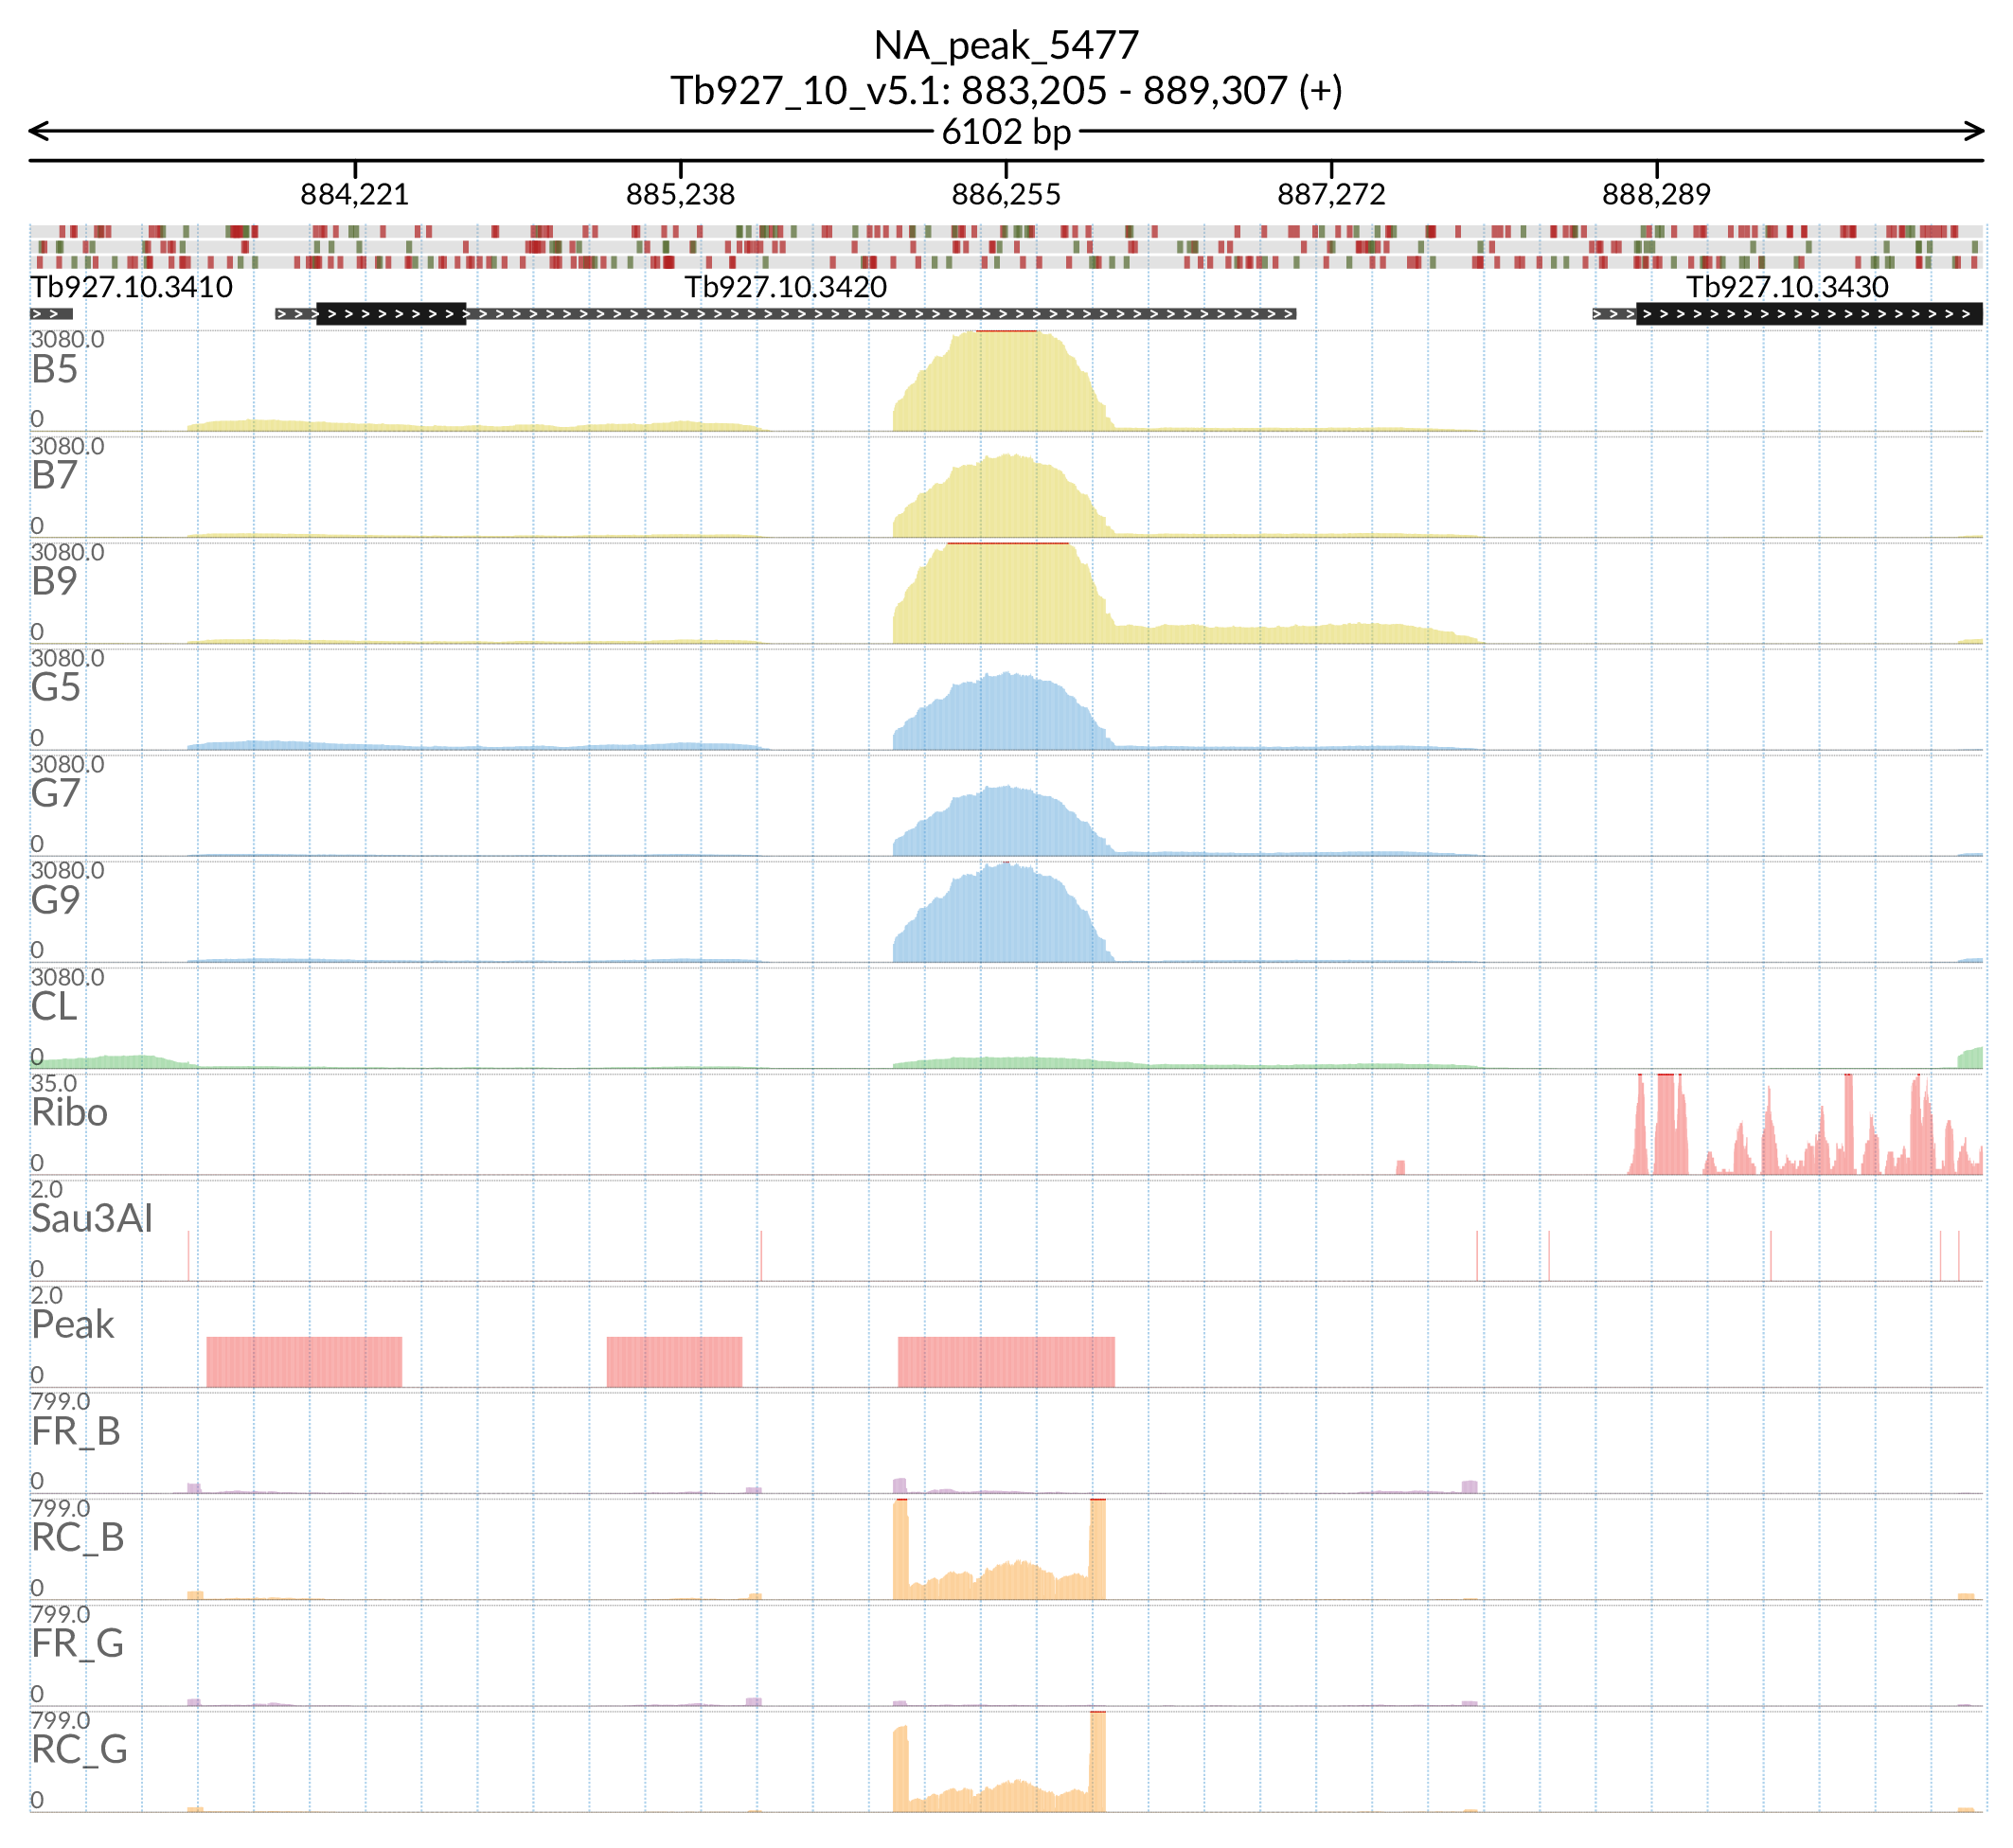 NA_peak_5477
Tb927_10_v5.1: 883,205 - 889,307 (+)
6102 bp
884,221 885,238 886,255 887,272 888,289
Tb927.10.3410 Tb927.10.3420 Tb927.10.3430
3080.0
B5
0
3080.0
B7
0
3080.0
B9
0
3080.0
G5
0
3080.0
G7
0
3080.0
G9
0
3080.0
CL
0
35.0
Ribo
0
2.0
Sau3AI
0
2.0
Peak
0
799.0
FR_B
0
799.0
RC_B
0
799.0
FR_G
0
799.0
RC_G
0